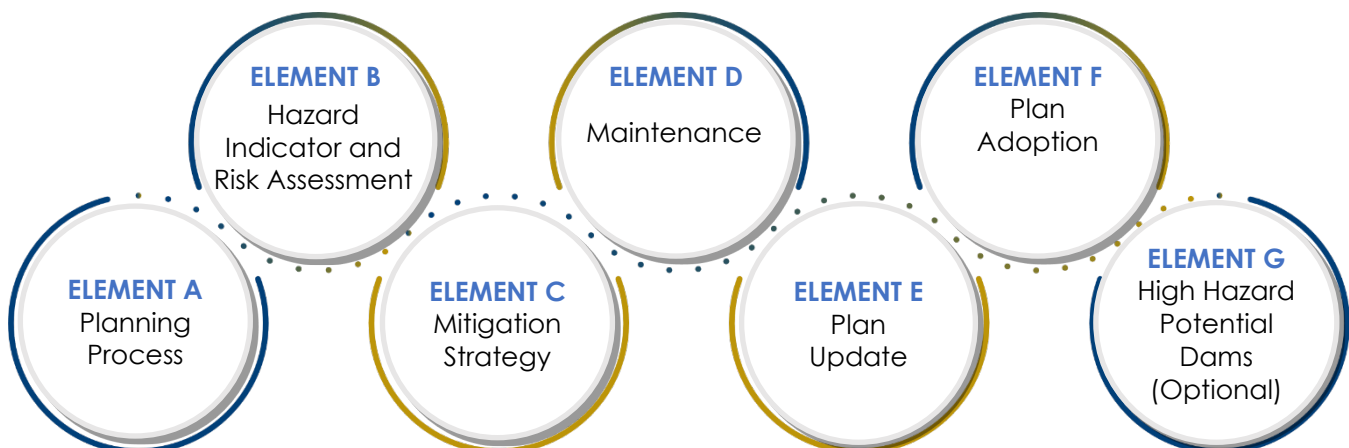 ELEMENT A
Planning
Process
ELEMENT B
Hazard
Indicator and
Risk Assessment
ELEMENT C
Mitigation
Strategy
ELEMENT D
Maintenance
ELEMENT E
Plan
Update
ELEMENT F
Plan
Adoption
ELEMENT G
High Hazard
Potential
Dams
(Optional)